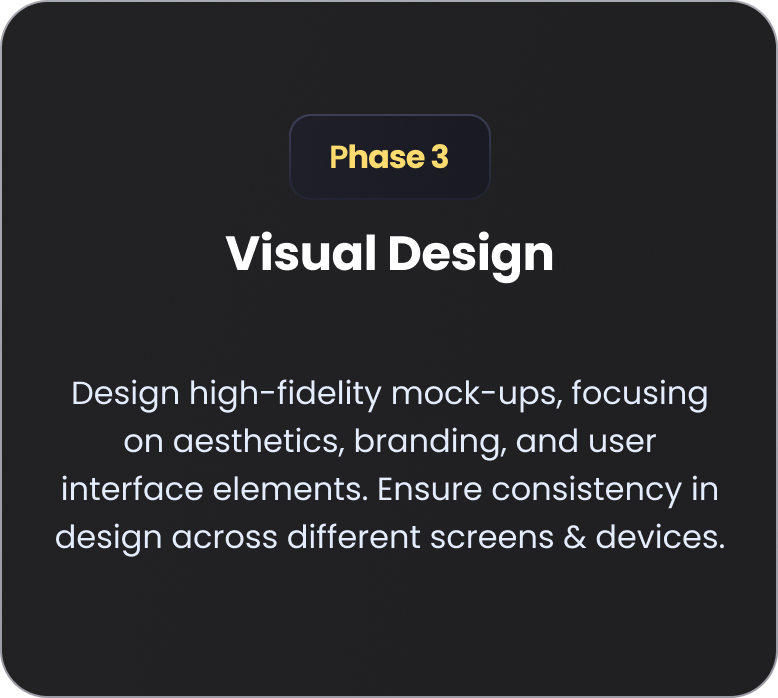 Phase 3
Visual Design
Design high-fidelity mock-ups, focusing
on aesthetics, branding, and user
interface elements. Ensure consistency in
design across different screens & devices.